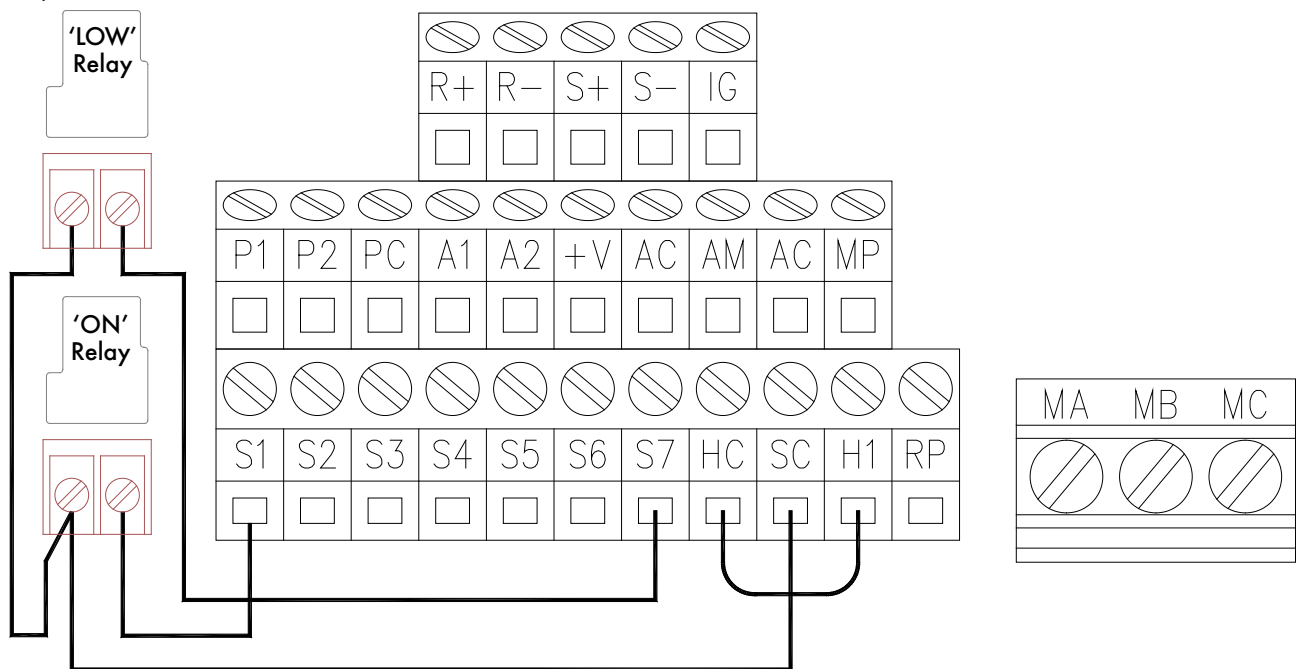 ‘LOW’
Relay
R+ R− S+ S− IG
P1 P2 PC A1 A2 +V AC AM AC MP
‘ON’
Relay
S1 S2 S3 S4 S5 S6 S7 HC SC H1 RP
MA MB MC